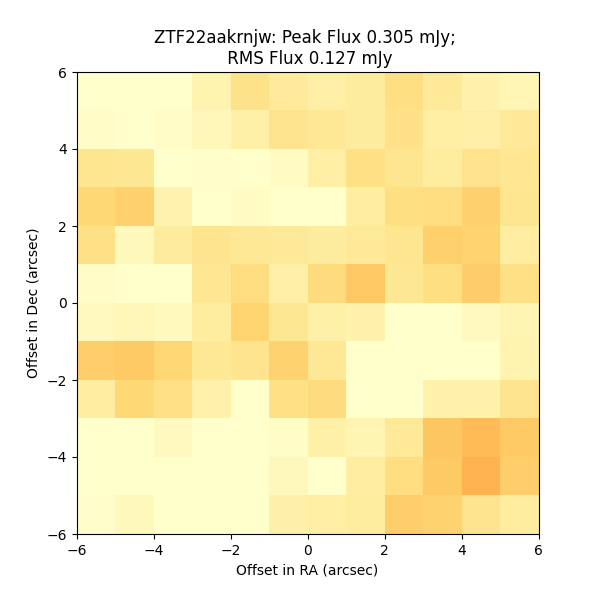 ZTF22aakrnjw: Peak Flux 0.305 mJy;
RMS Flux 0.127 mJy
6
4
2
0
−2
−4
−6
Offset in Dec (arcsec)
−6 −4 −2 0 2 4 6
Offset in RA (arcsec)